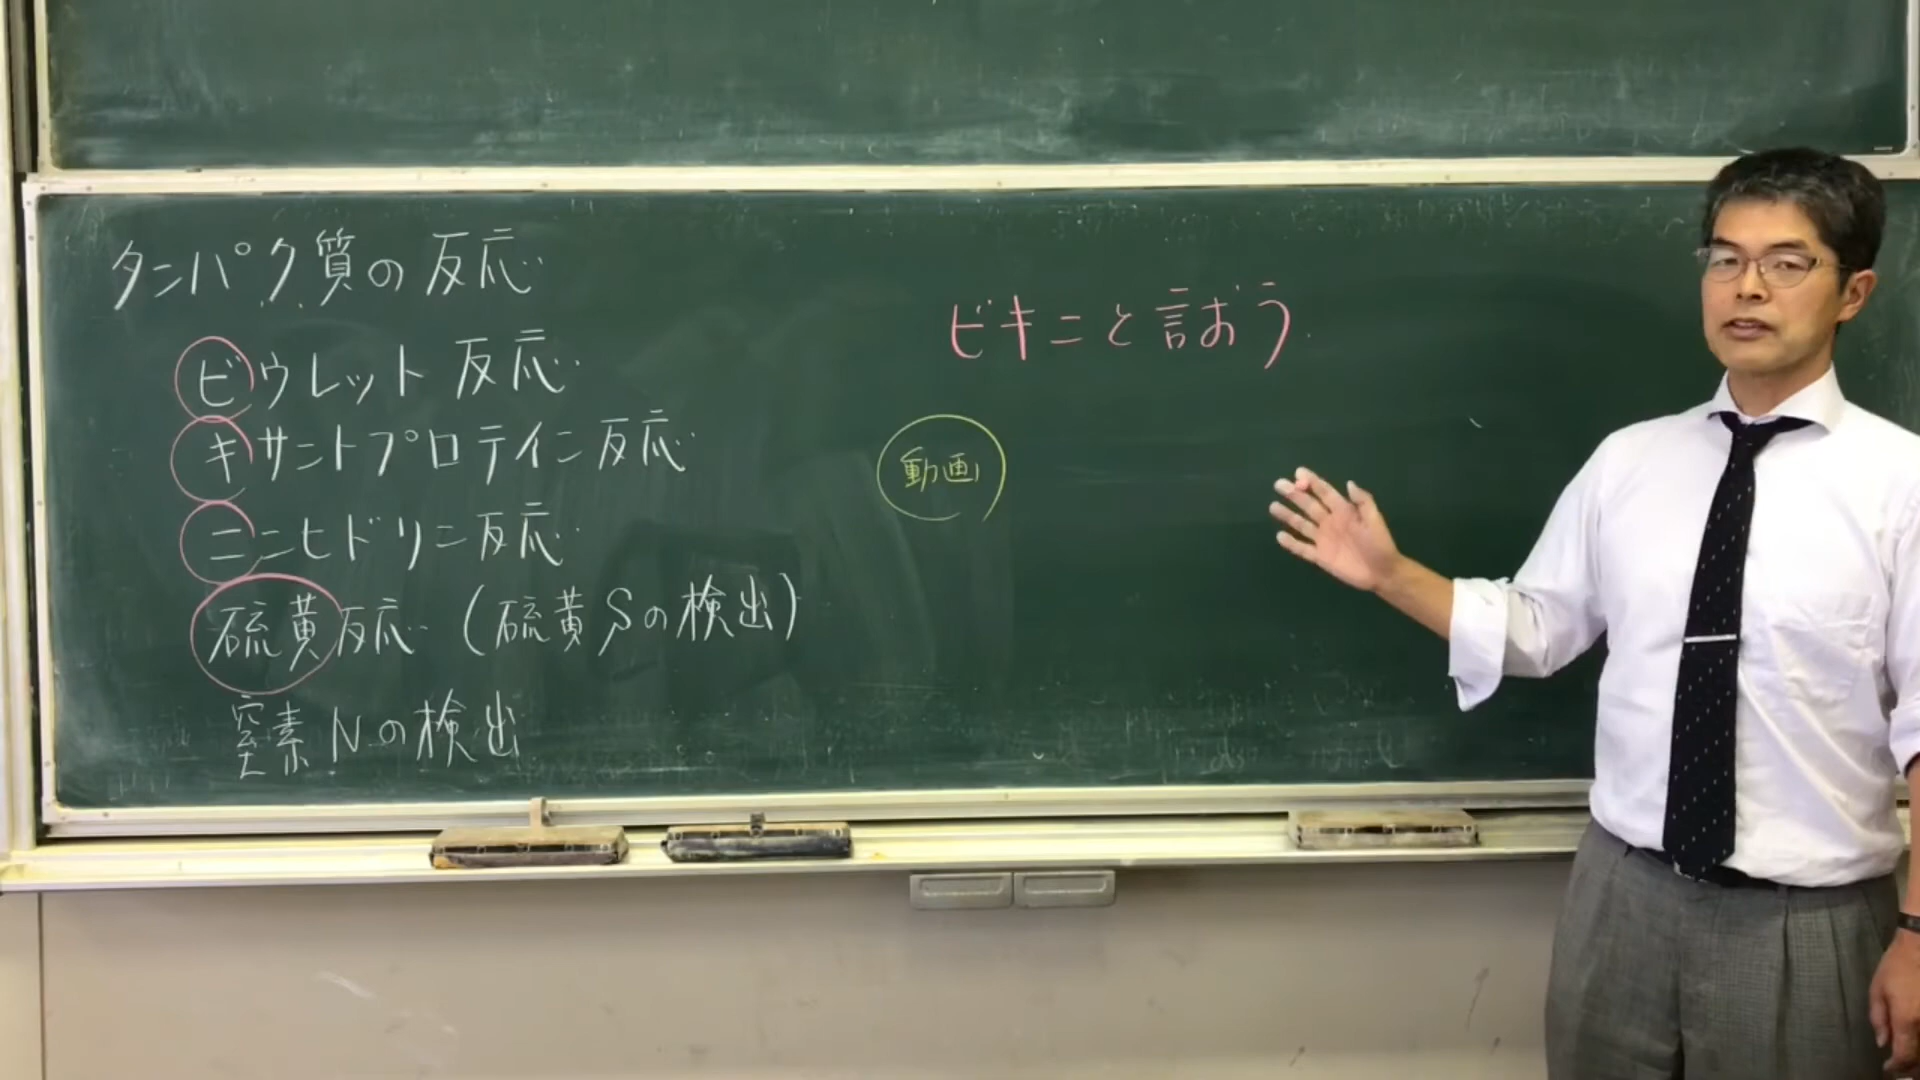 タンパク質の反応
ビウレット反応
キサントプロテイン反応
ニンヒドリン反応
硫黄反応 (硫黄Sの検出)
窒素Nの検出
ビキニと言おう
動画